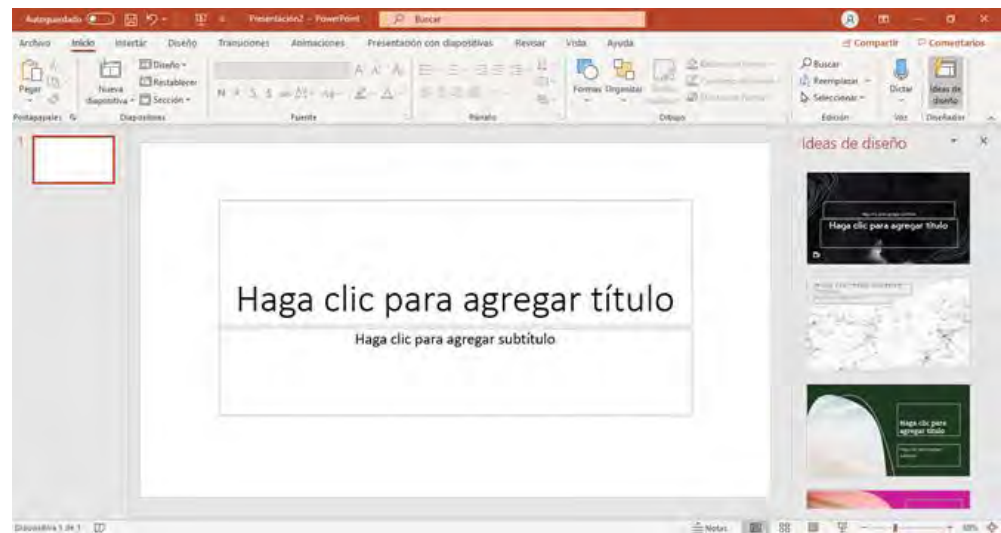 Autoguardado
Presentación2 - PowerPoint
Buscar
Archivo Inicio Insertar Diseño Transiciones Animaciones Presentación con diapositivas Revisar Vista Ayuda
Compartir Comentarios
Pegar
Nueva diapositiva
Diseño
Restablecer
Sección
Formas Organizar
Buscar
Reemplazar
Seleccionar
Dictar
Ideas de diseño
Portapapeles Diapositivas Fuente Párrafo Dibujo Edición Voz Diseñador
1
Haga clic para agregar título
Haga clic para agregar subtítulo
Ideas de diseño
Haga clic para agregar título
Haga clic para
agregar título
Diapositiva 1 de 1
Notas